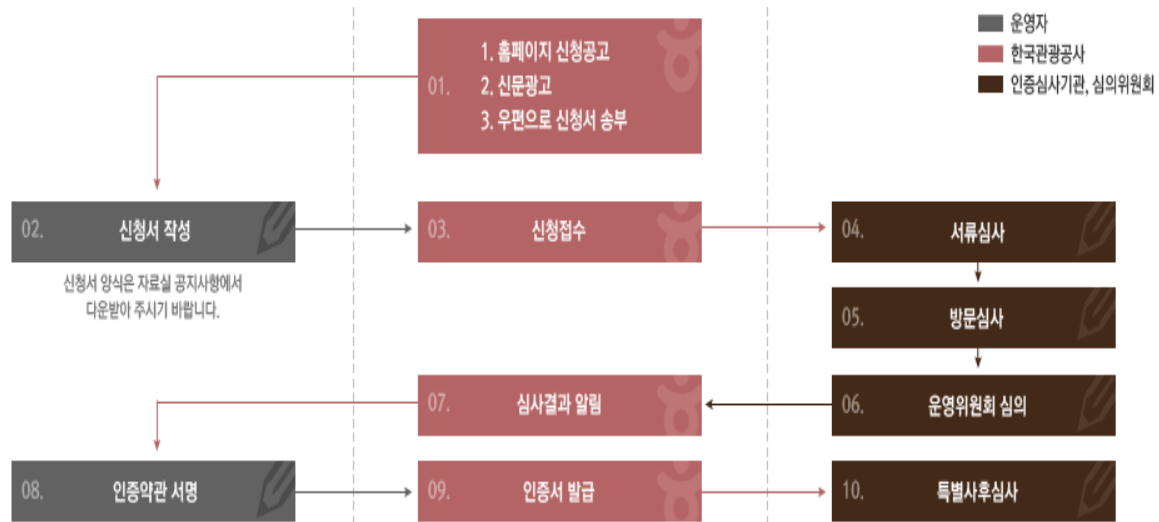 운영자
한국관광공사
인증심사기관, 심의위원회
01.
1. 홈페이지 신청공고
2. 신문광고
3. 우편으로 신청서 송부
02. 신청서 작성
신청서 양식은 자료실 공지사항에서
다운받아 주시기 바랍니다.
03. 신청접수
04. 서류심사
05. 방문심사
06. 운영위원회 심의
07. 심사결과 알림
08. 인증약관 서명
09. 인증서 발급
10. 특별사후심사